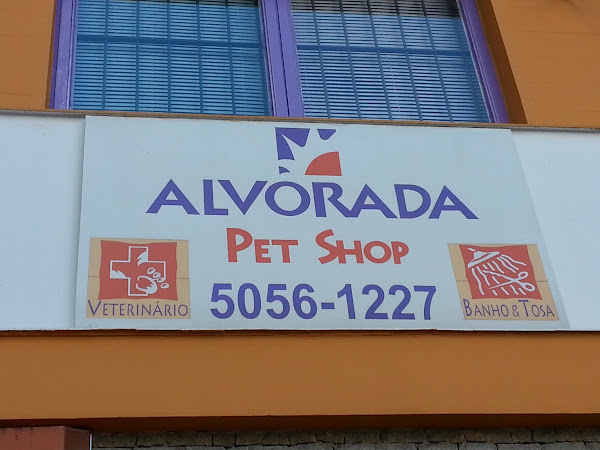 ALVORADA
PET SHOP
VETERINÁRIO
5056-1227
BANHO & TOSA